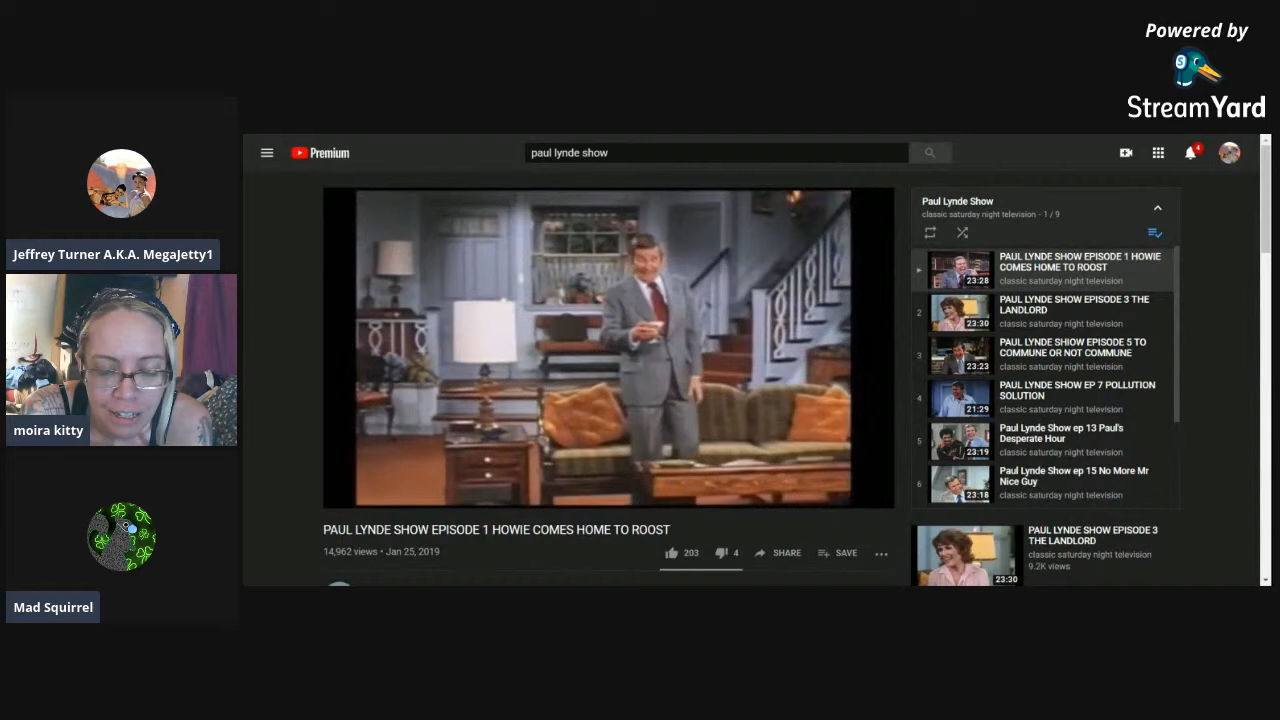 Powered by
StreamYard
Jeffrey Turner A.K.A. MegaJetty1
moira kitty
Mad Squirrel
Premium
paul lynde show
4
Paul Lynde Show
classic saturday night television - 1 / 9
PAUL LYNDE SHOW EPISODE 1 HOWIE
COMES HOME TO ROOST
classic saturday night television
23:28
2
PAUL LYNDE SHOW EPISODE 3 THE
LANDLORD
classic saturday night television
23:30
3
PAUL LYNDE SHOW EPISODE 5 TO
COMMUNE OR NOT COMMUNE
classic saturday night television
23:23
4
PAUL LYNDE SHOW EP 7 POLLUTION
SOLUTION
classic saturday night television
21:29
5
Paul Lynde Show ep 13 Paul's
Desperate Hour
classic saturday night television
23:19
6
Paul Lynde Show ep 15 No More Mr
Nice Guy
classic saturday night television
23:18
PAUL LYNDE SHOW EPISODE 1 HOWIE COMES HOME TO ROOST
14,962 views • Jan 25, 2019
203
4
SHARE
SAVE
PAUL LYNDE SHOW EPISODE 3
THE LANDLORD
classic saturday night television
9.2K views
23:30